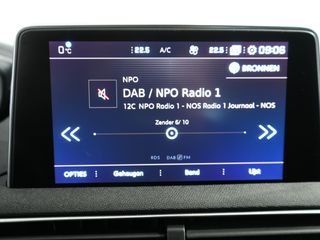 0°C 22.5 A/C 22.5 09:06
BRONNEN
NPO
DAB / NPO Radio 1
12C NPO Radio 1 - NOS Radio 1 Journaal - NOS
Zender 6/ 10
RDS DAB FM
OPTIES Geheugen Band Lijst